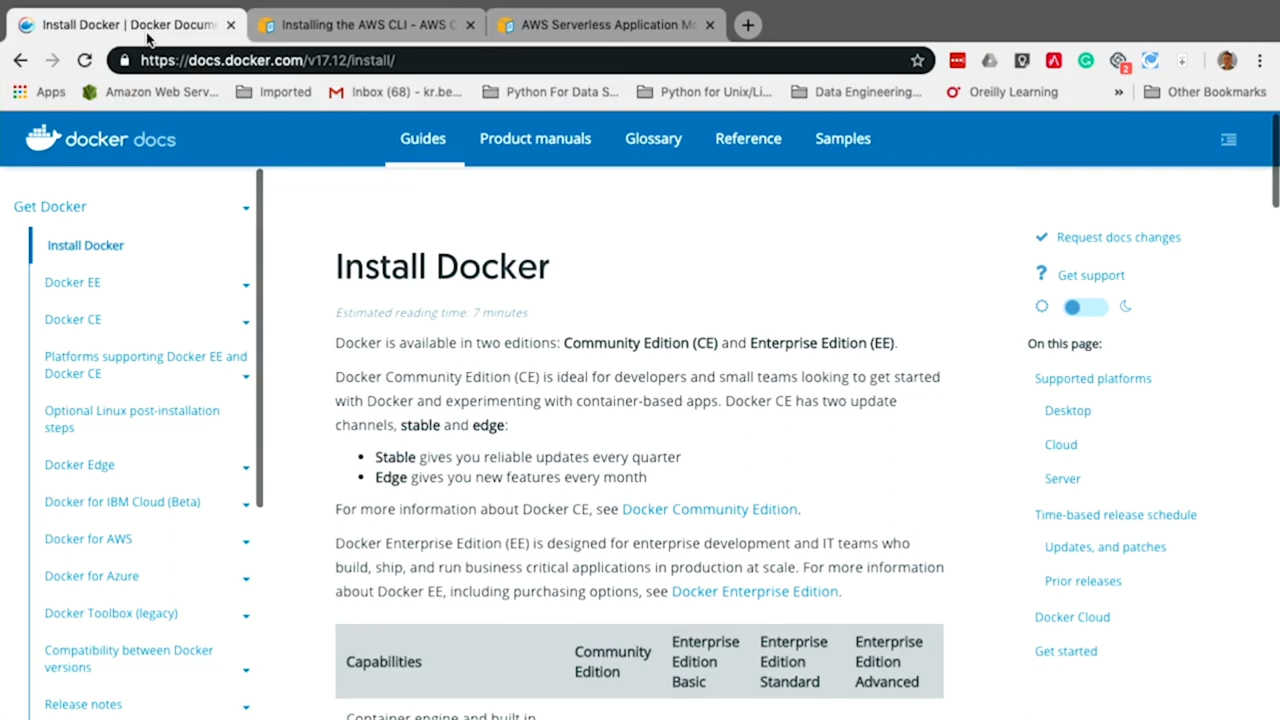 Install Docker | Docker Docume
Installing the AWS CLI - AWS C
AWS Serverless Application Mo
https://docs.docker.com/v17.12/install/
2
Apps
Amazon Web Serv...
Imported
Inbox (68) - kr.be...
Python For Data S...
Python for Unix/Li...
Data Engineering...
Oreilly Learning
»
Other Bookmarks
docker docs
Guides
Product manuals
Glossary
Reference
Samples
Get Docker
Install Docker
Docker EE
Docker CE
Platforms supporting Docker EE and
Docker CE
Optional Linux post-installation
steps
Docker Edge
Docker for IBM Cloud (Beta)
Docker for AWS
Docker for Azure
Docker Toolbox (legacy)
Compatibility between Docker
versions
Release notes
Install Docker
Estimated reading time: 7 minutes
Docker is available in two editions: Community Edition (CE) and Enterprise Edition (EE).
Docker Community Edition (CE) is ideal for developers and small teams looking to get started
with Docker and experimenting with container-based apps. Docker CE has two update
channels, stable and edge:
• Stable gives you reliable updates every quarter
• Edge gives you new features every month
For more information about Docker CE, see Docker Community Edition.
Docker Enterprise Edition (EE) is designed for enterprise development and IT teams who
build, ship, and run business critical applications in production at scale. For more information
about Docker EE, including purchasing options, see Docker Enterprise Edition.
Capabilities
Community
Edition
Enterprise
Edition
Basic
Enterprise
Edition
Standard
Enterprise
Edition
Advanced
Container engine and built in
Request docs changes
Get support
On this page:
Supported platforms
Desktop
Cloud
Server
Time-based release schedule
Updates, and patches
Prior releases
Docker Cloud
Get started